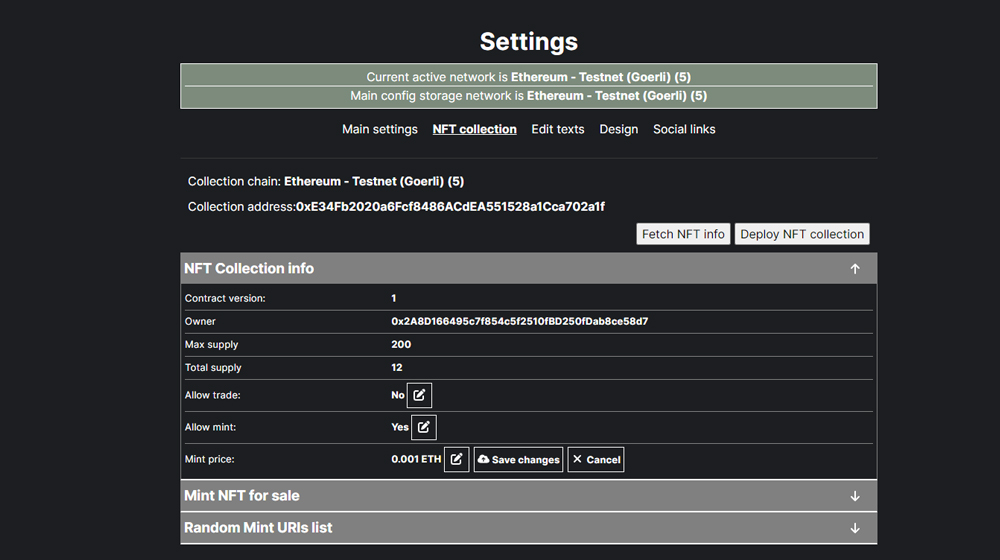 Settings
Current active network is Ethereum - Testnet (Goerli) (5)
Main config storage network is Ethereum - Testnet (Goerli) (5)
Main settings NFT collection Edit texts Design Social links
Collection chain: Ethereum - Testnet (Goerli) (5)
Collection address:0xE34Fb2020a6Fcf8486ACdEA551528a1Cca702a1f
Fetch NFT info Deploy NFT collection
NFT Collection info
Contract version: 1
Owner 0x2A8D166495c7f854c5f2510fBD250fDab8ce58d7
Max supply 200
Total supply 12
Allow trade: No
Allow mint: Yes
Mint price: 0.001 ETH Save changes Cancel
Mint NFT for sale
Random Mint URIs list